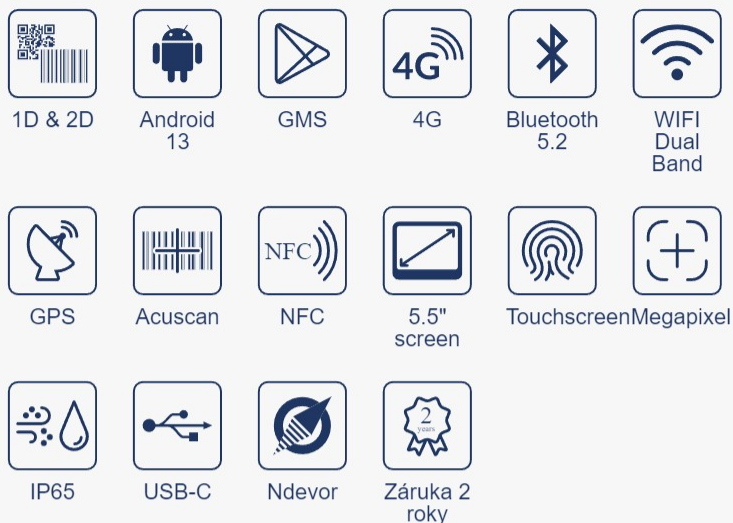 4G
1D & 2D
Android
13
GMS
4G
Bluetooth
5.2
WIFI
Dual
Band
NFC
GPS
Acuscan
NFC
5.5"
screen
Touchscreen
Megapixel
2
years
IP65
USB-C
Ndevor
Záruka 2
roky